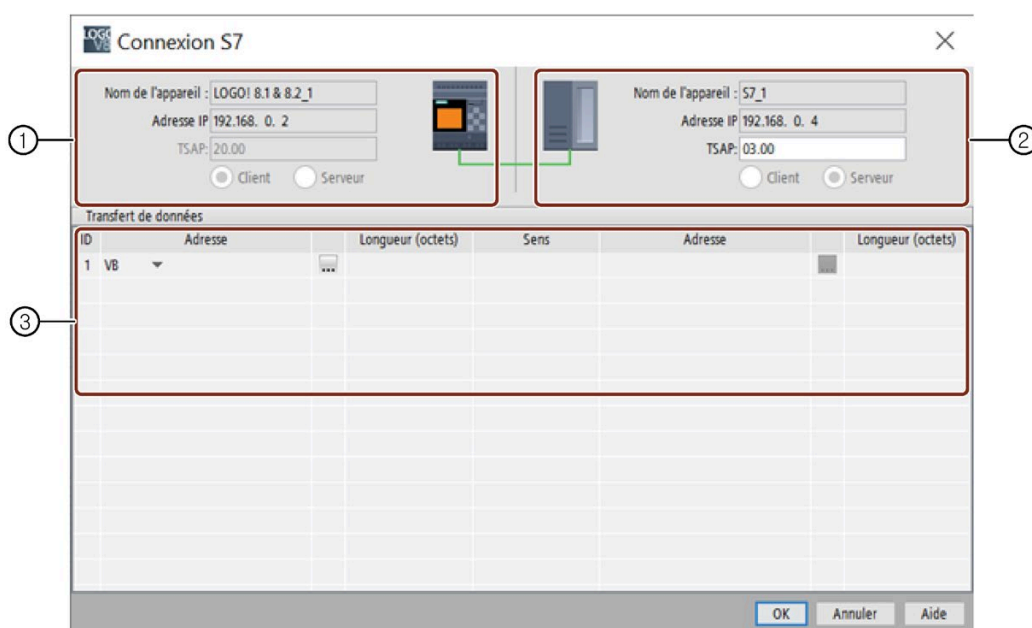 LOGO! V8 Connexion S7
Nom de l'appareil : LOGO! 8.1 & 8.2_1
Adresse IP 192.168. 0. 2
TSAP: 20.00
Client Serveur
Nom de l'appareil : S7_1
Adresse IP 192.168. 0. 4
TSAP: 03.00
Client Serveur
1
2
Transfert de données
ID Adresse Longueur (octets) Sens Adresse Longueur (octets)
1 VB ... ...
3
OK Annuler Aide